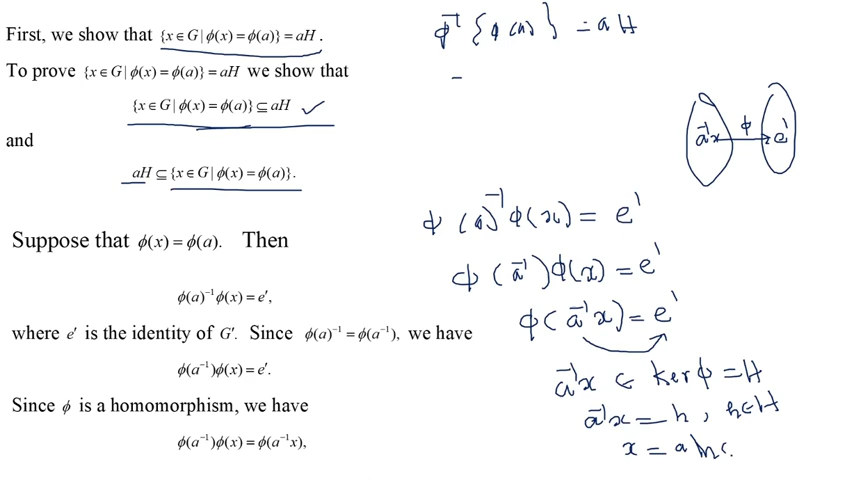 First, we show that {x ∈ G | ϕ(x) = ϕ(a)} = aH.
To prove {x ∈ G | ϕ(x) = ϕ(a)} = aH we show that
{x ∈ G | ϕ(x) = ϕ(a)} ⊆ aH ✓
and
aH ⊆ {x ∈ G | ϕ(x) = ϕ(a)}.
Suppose that ϕ(x) = ϕ(a). Then
ϕ(a)⁻¹ϕ(x) = e′,
where e′ is the identity of G′. Since ϕ(a)⁻¹ = ϕ(a⁻¹), we have
ϕ(a⁻¹)ϕ(x) = e′.
Since ϕ is a homomorphism, we have
ϕ(a⁻¹)ϕ(x) = ϕ(a⁻¹x),
ϕ⁻¹{ϕ(a)} = aH
–
a⁻¹x ϕ e′
ϕ(a)⁻¹ϕ(x) = e′
ϕ(a⁻¹)ϕ(x) = e′
ϕ(a⁻¹x) = e′
a⁻¹x ∈ ker ϕ = H
a⁻¹x = h, h∈H
x = ah